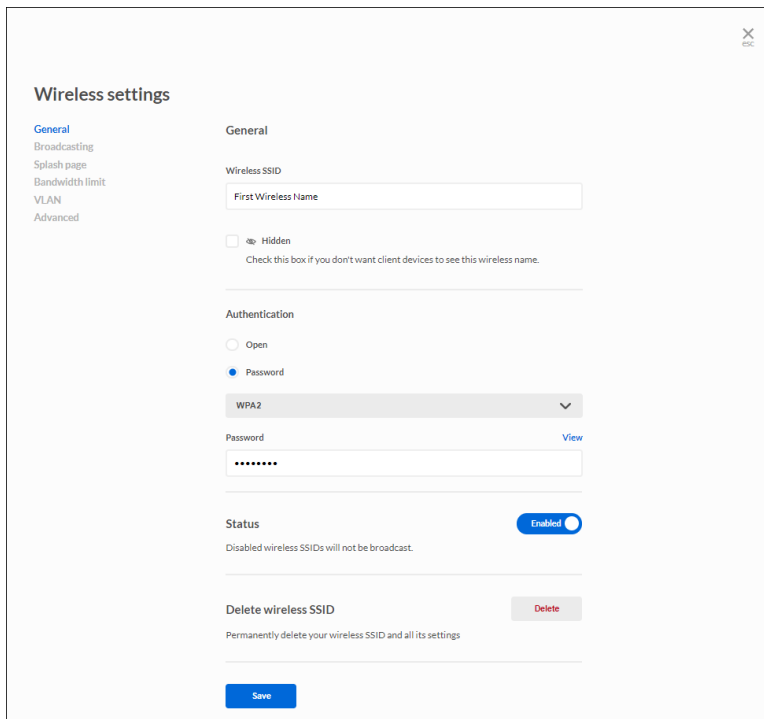 esc
Wireless settings
General
Broadcasting
Splash page
Bandwidth limit
VLAN
Advanced
General
Wireless SSID
First Wireless Name
Hidden
Check this box if you don't want client devices to see this wireless name.
Authentication
Open
Password
WPA2
Password View
••••••••
Status Enabled
Disabled wireless SSIDs will not be broadcast.
Delete wireless SSID Delete
Permanently delete your wireless SSID and all its settings
Save